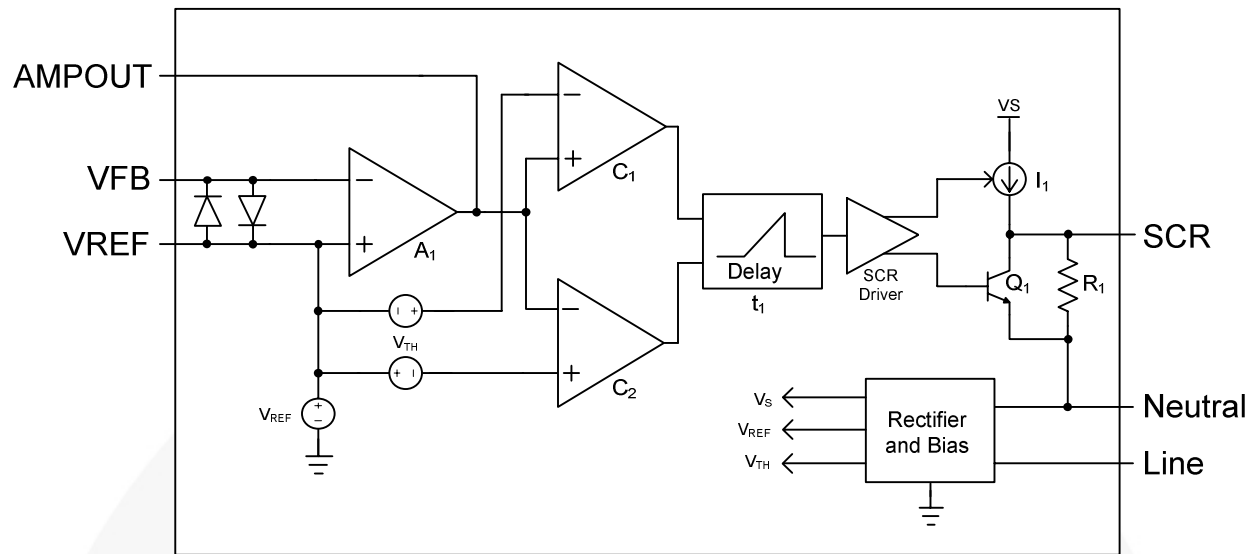 AMPOUT
VFB
VREF
−
+
A1
−
+
C1
−
+
C2
− +
VTH
+ −
VREF
+
−
Delay
t1
SCR
Driver
VS
I1
Q1
R1
SCR
VS
VREF
VTH
Rectifier
and Bias
Neutral
Line